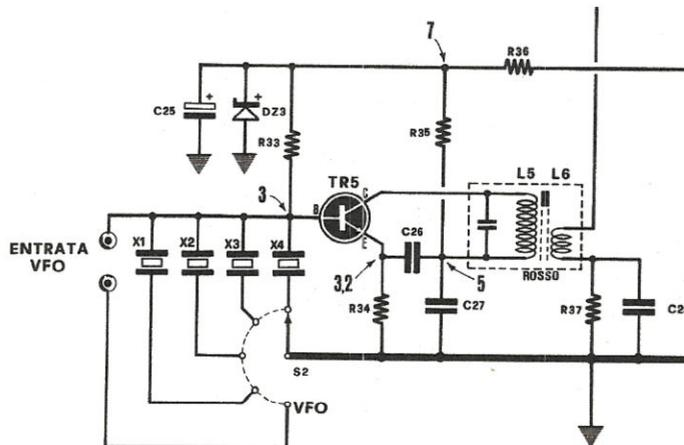 7
R36
+
C25
+
DZ3
R33
R35
TR5
L5 L6
3
B
C
E
C26
X1 X2 X3 X4
ENTRATA
VFO
3,2
5
ROSSO
R34
C27
R37
C2
S2
VFO